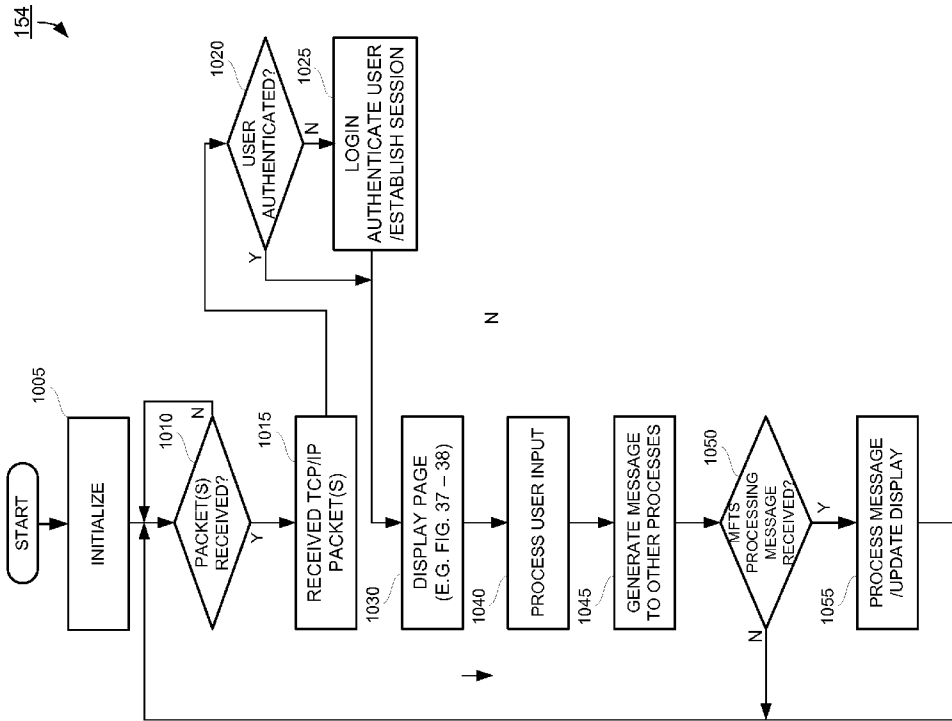 154
START
1005
INITIALIZE
1010
PACKET(S)
RECEIVED?
N
Y
1015
RECEIVED TCP/IP
PACKET(S)
1020
USER
AUTHENTICATED?
N
Y
1025
LOGIN
AUTHENTICATE USER
/ESTABLISH SESSION
N
1030
DISPLAY PAGE
(E.G. FIG. 37 – 38)
1040
PROCESS USER INPUT
1045
GENERATE MESSAGE
TO OTHER PROCESSES
1050
MFTS
PROCESSING
MESSAGE
RECEIVED?
N
Y
1055
PROCESS MESSAGE
/UPDATE DISPLAY